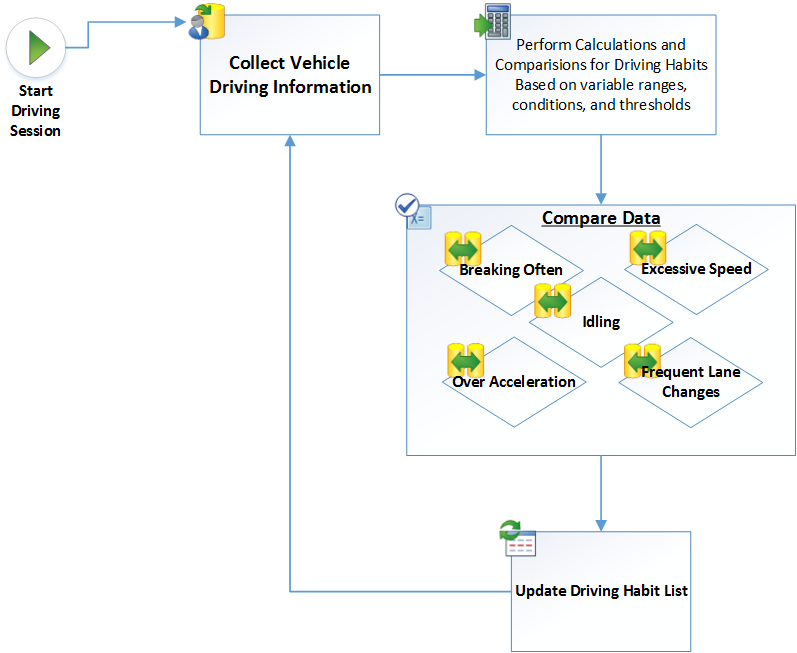 Start
Driving
Session
Collect Vehicle
Driving Information
Perform Calculations and
Comparisions for Driving Habits
Based on variable ranges,
conditions, and thresholds
X=
Compare Data
Breaking Often
Excessive Speed
Idling
Over Acceleration
Frequent Lane
Changes
Update Driving Habit List